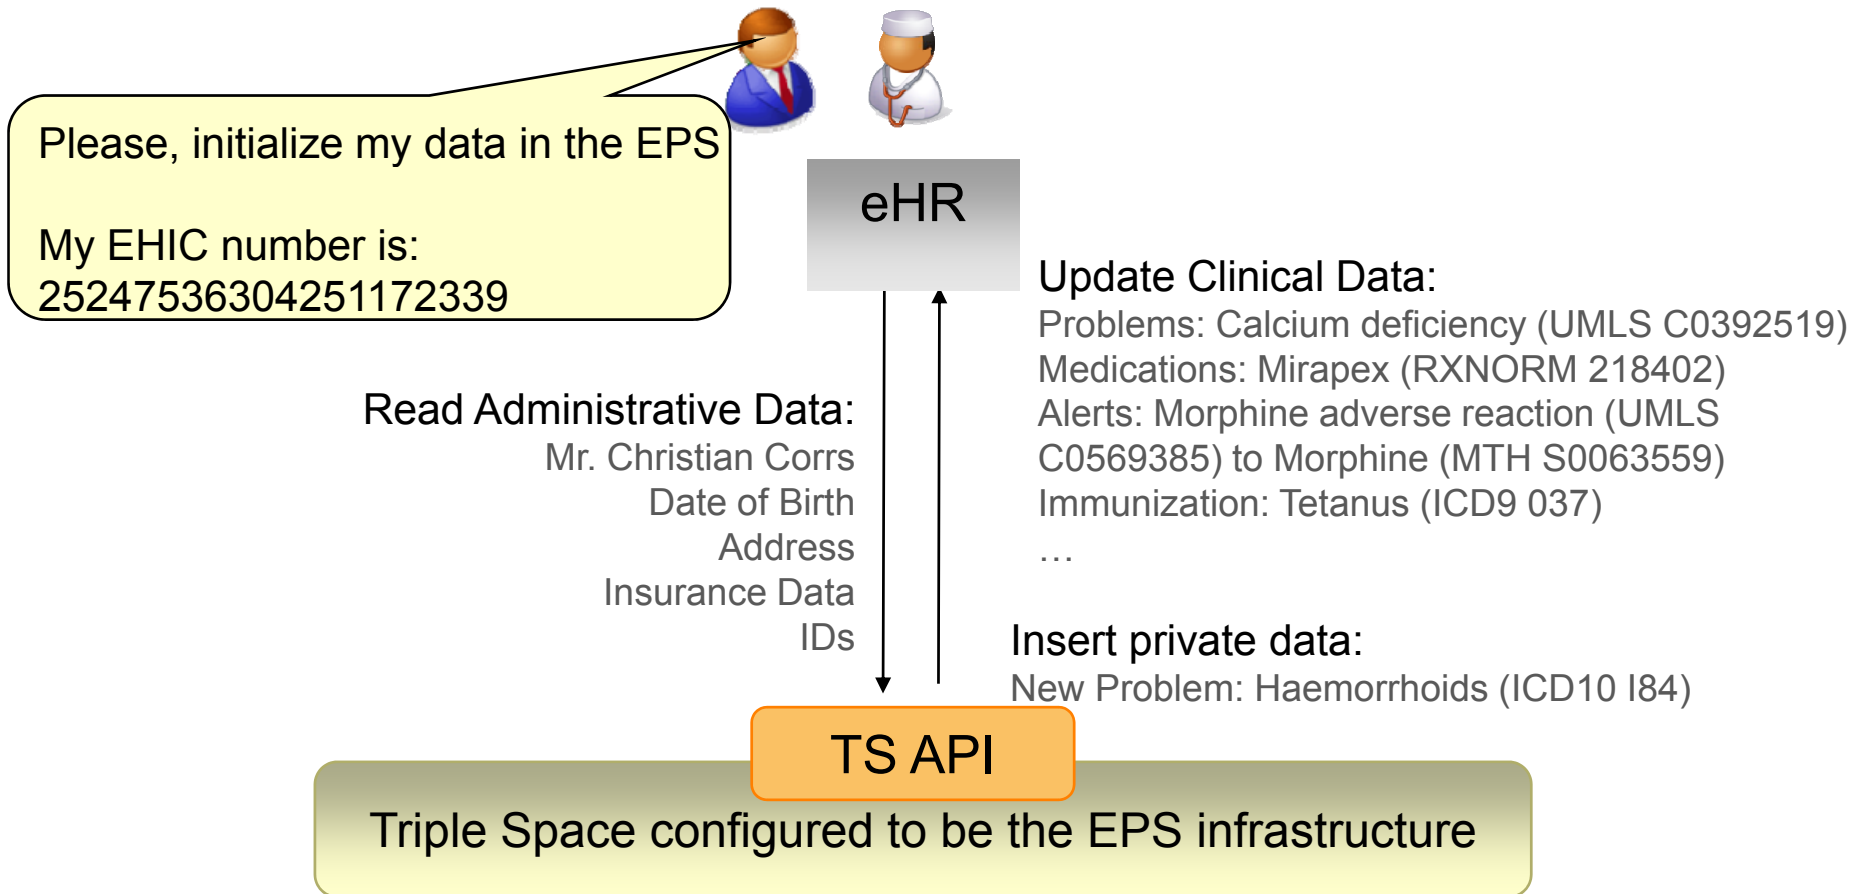 Please, initialize my data in the EPS
My EHIC number is:
25247536304251172339
eHR
Read Administrative Data:
Mr. Christian Corrs
Date of Birth
Address
Insurance Data
IDs
Update Clinical Data:
Problems: Calcium deficiency (UMLS C0392519)
Medications: Mirapex (RXNORM 218402)
Alerts: Morphine adverse reaction (UMLS
C0569385) to Morphine (MTH S0063559)
Immunization: Tetanus (ICD9 037)
…
Insert private data:
New Problem: Haemorrhoids (ICD10 I84)
TS API
Triple Space configured to be the EPS infrastructure